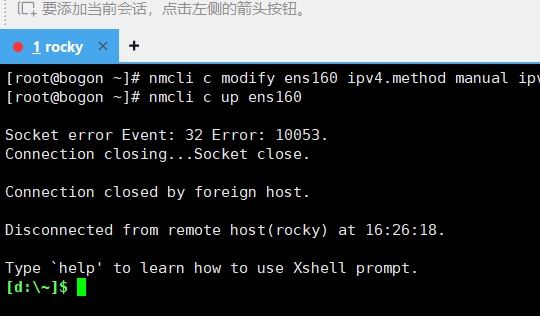 要添加当前会话，点击左侧的箭头按钮。
1 rocky × +
[root@bogon ~]# nmcli c modify ens160 ipv4.method manual ipv
[root@bogon ~]# nmcli c up ens160
Socket error Event: 32 Error: 10053.
Connection closing...Socket close.
Connection closed by foreign host.
Disconnected from remote host(rocky) at 16:26:18.
Type `help' to learn how to use Xshell prompt.
[d:\~]$